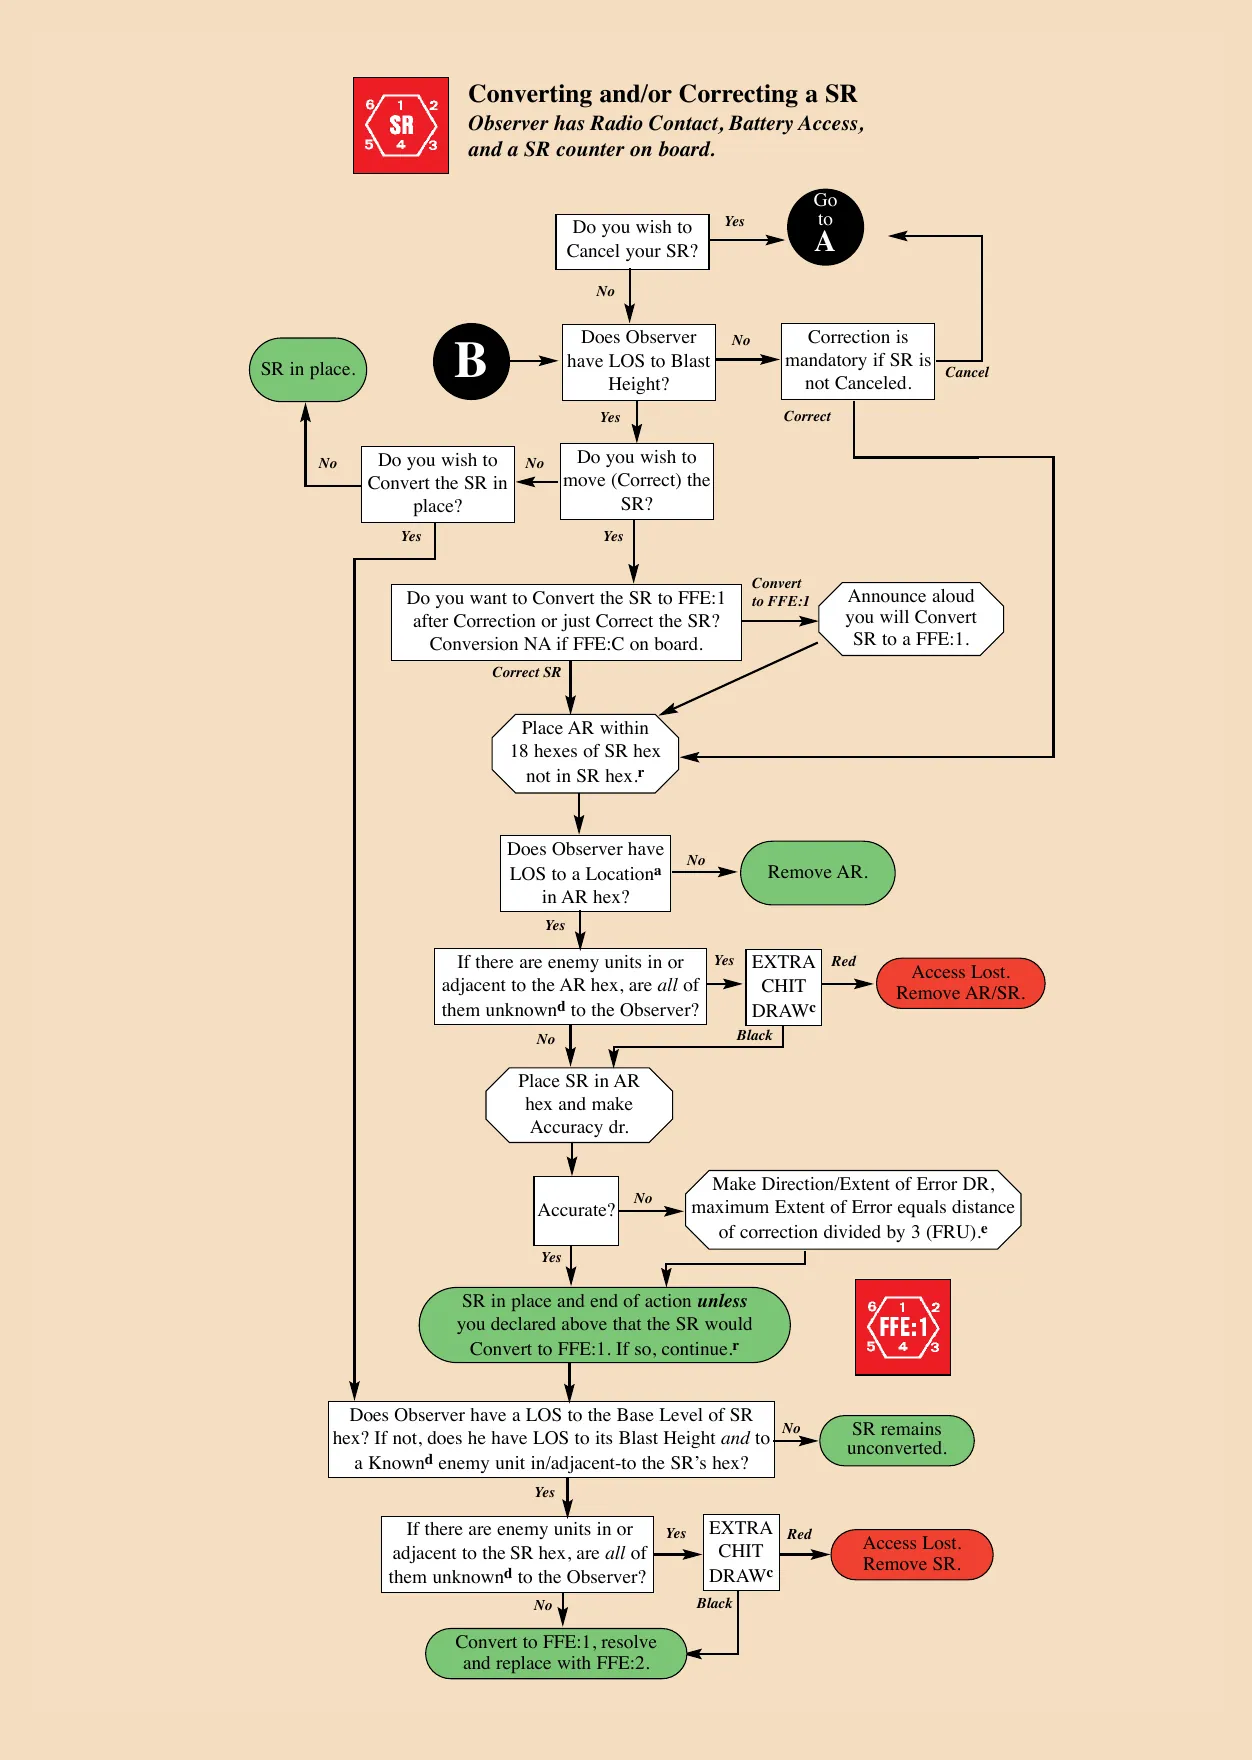 6 1 2
SR
5 4 3
Converting and/or Correcting a SR
Observer has Radio Contact, Battery Access,
and a SR counter on board.
Go
to
A
Do you wish to
Cancel your SR?
Yes
No
B
Does Observer
have LOS to Blast
Height?
No
Correction is
mandatory if SR is
not Canceled.
Cancel
Correct
SR in place.
Yes
No
Do you wish to
Convert the SR in
place?
No
Do you wish to
move (Correct) the
SR?
Yes
Yes
Do you want to Convert the SR to FFE:1
after Correction or just Correct the SR?
Conversion NA if FFE:C on board.
Convert
to FFE:1
Announce aloud
you will Convert
SR to a FFE:1.
Correct SR
Place AR within
18 hexes of SR hex
not in SR hex.r
Does Observer have
LOS to a Locationa
in AR hex?
No
Remove AR.
Yes
If there are enemy units in or
adjacent to the AR hex, are all of
them unknownd to the Observer?
Yes
EXTRA
CHIT
DRAWc
Red
Access Lost.
Remove AR/SR.
No
Black
Place SR in AR
hex and make
Accuracy dr.
Accurate?
No
Make Direction/Extent of Error DR,
maximum Extent of Error equals distance
of correction divided by 3 (FRU).e
Yes
SR in place and end of action unless
you declared above that the SR would
Convert to FFE:1. If so, continue.r
6 1 2
FFE:1
5 4 3
Does Observer have a LOS to the Base Level of SR
hex? If not, does he have LOS to its Blast Height and to
a Knownd enemy unit in/adjacent-to the SR's hex?
No
SR remains
unconverted.
Yes
If there are enemy units in or
adjacent to the SR hex, are all of
them unknownd to the Observer?
Yes
EXTRA
CHIT
DRAWc
Red
Access Lost.
Remove SR.
No
Black
Convert to FFE:1, resolve
and replace with FFE:2.